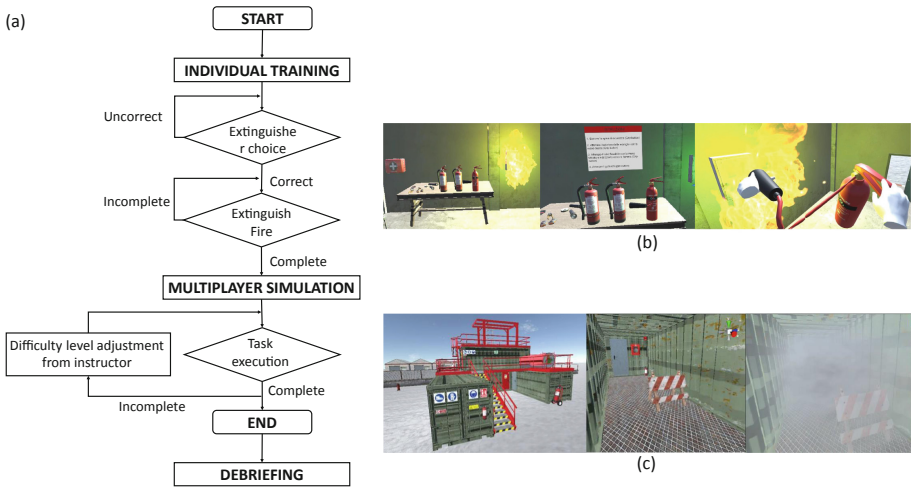 (a)
START
INDIVIDUAL TRAINING
Uncorrect
Extinguishe
r choice
Correct
Incomplete
Extinguish
Fire
Complete
MULTIPLAYER SIMULATION
Difficulty level adjustment
from instructor
Task
execution
Complete
Incomplete
END
DEBRIEFING
(b)
(c)